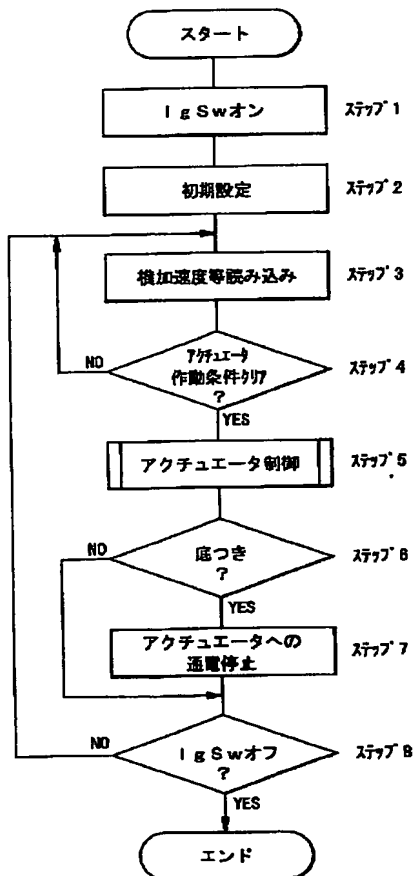 スタート
IgSwオン ステップ1
初期設定 ステップ2
横加速度等読み込み ステップ3
NO
アクチュエータ
作動条件クリア
?
ステップ4
YES
アクチュエータ制御 ステップ5
NO
底つき
?
ステップ6
YES
アクチュエータへの
通電停止
ステップ7
NO
IgSwオフ
?
ステップ8
YES
エンド